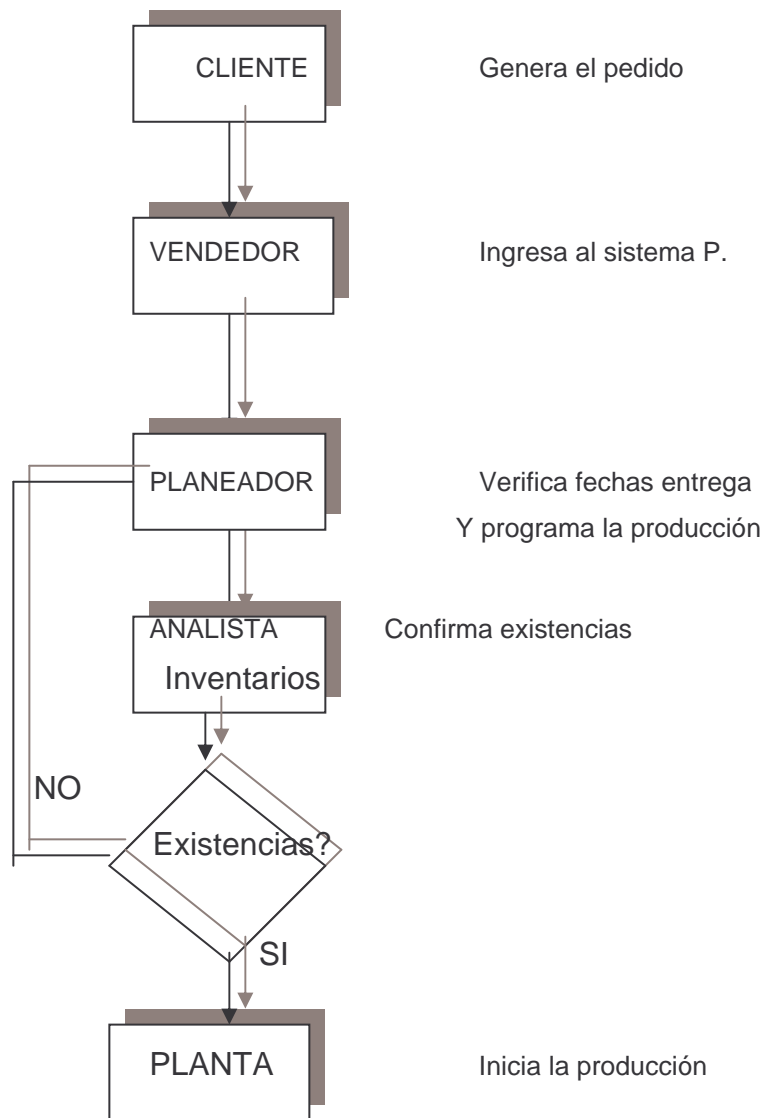 CLIENTE Genera el pedido
VENDEDOR Ingresa al sistema P.
PLANEADOR Verifica fechas entrega
Y programa la producción
ANALISTA Confirma existencias
Inventarios
NO
Existencias?
SI
PLANTA Inicia la producción